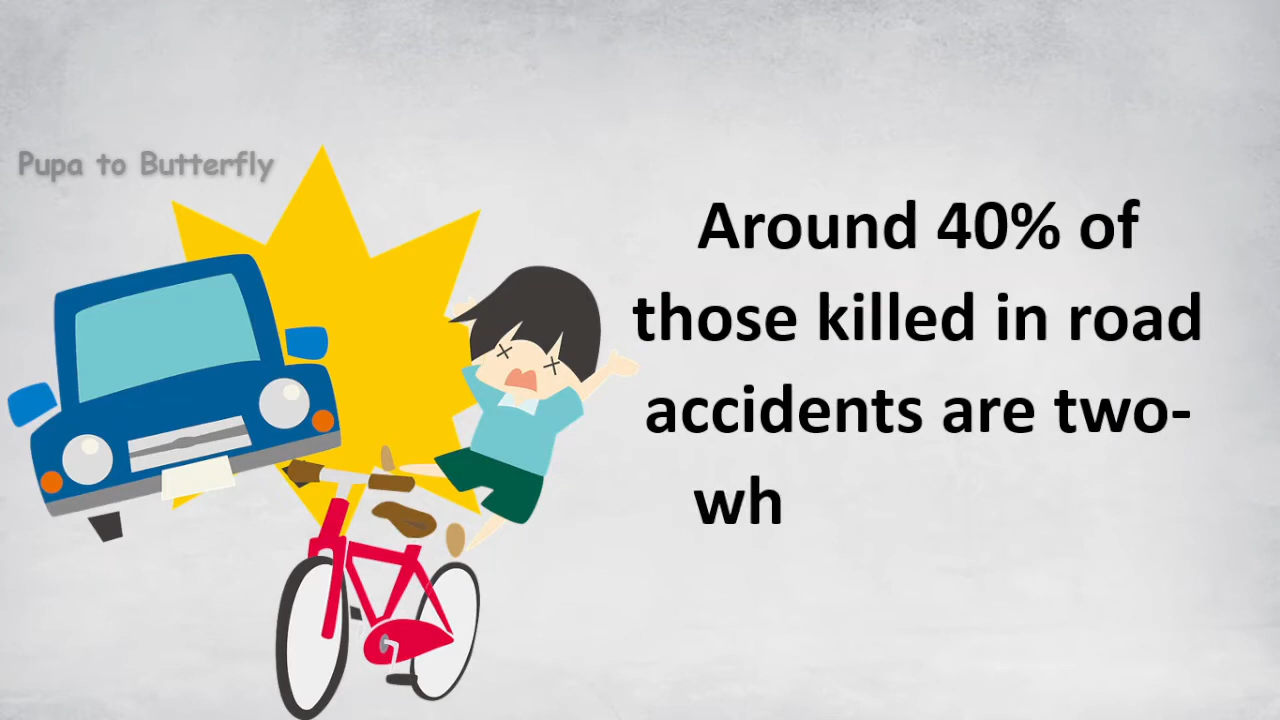 Pupa to Butterfly
Around 40% of
those killed in road
accidents are two-
wh